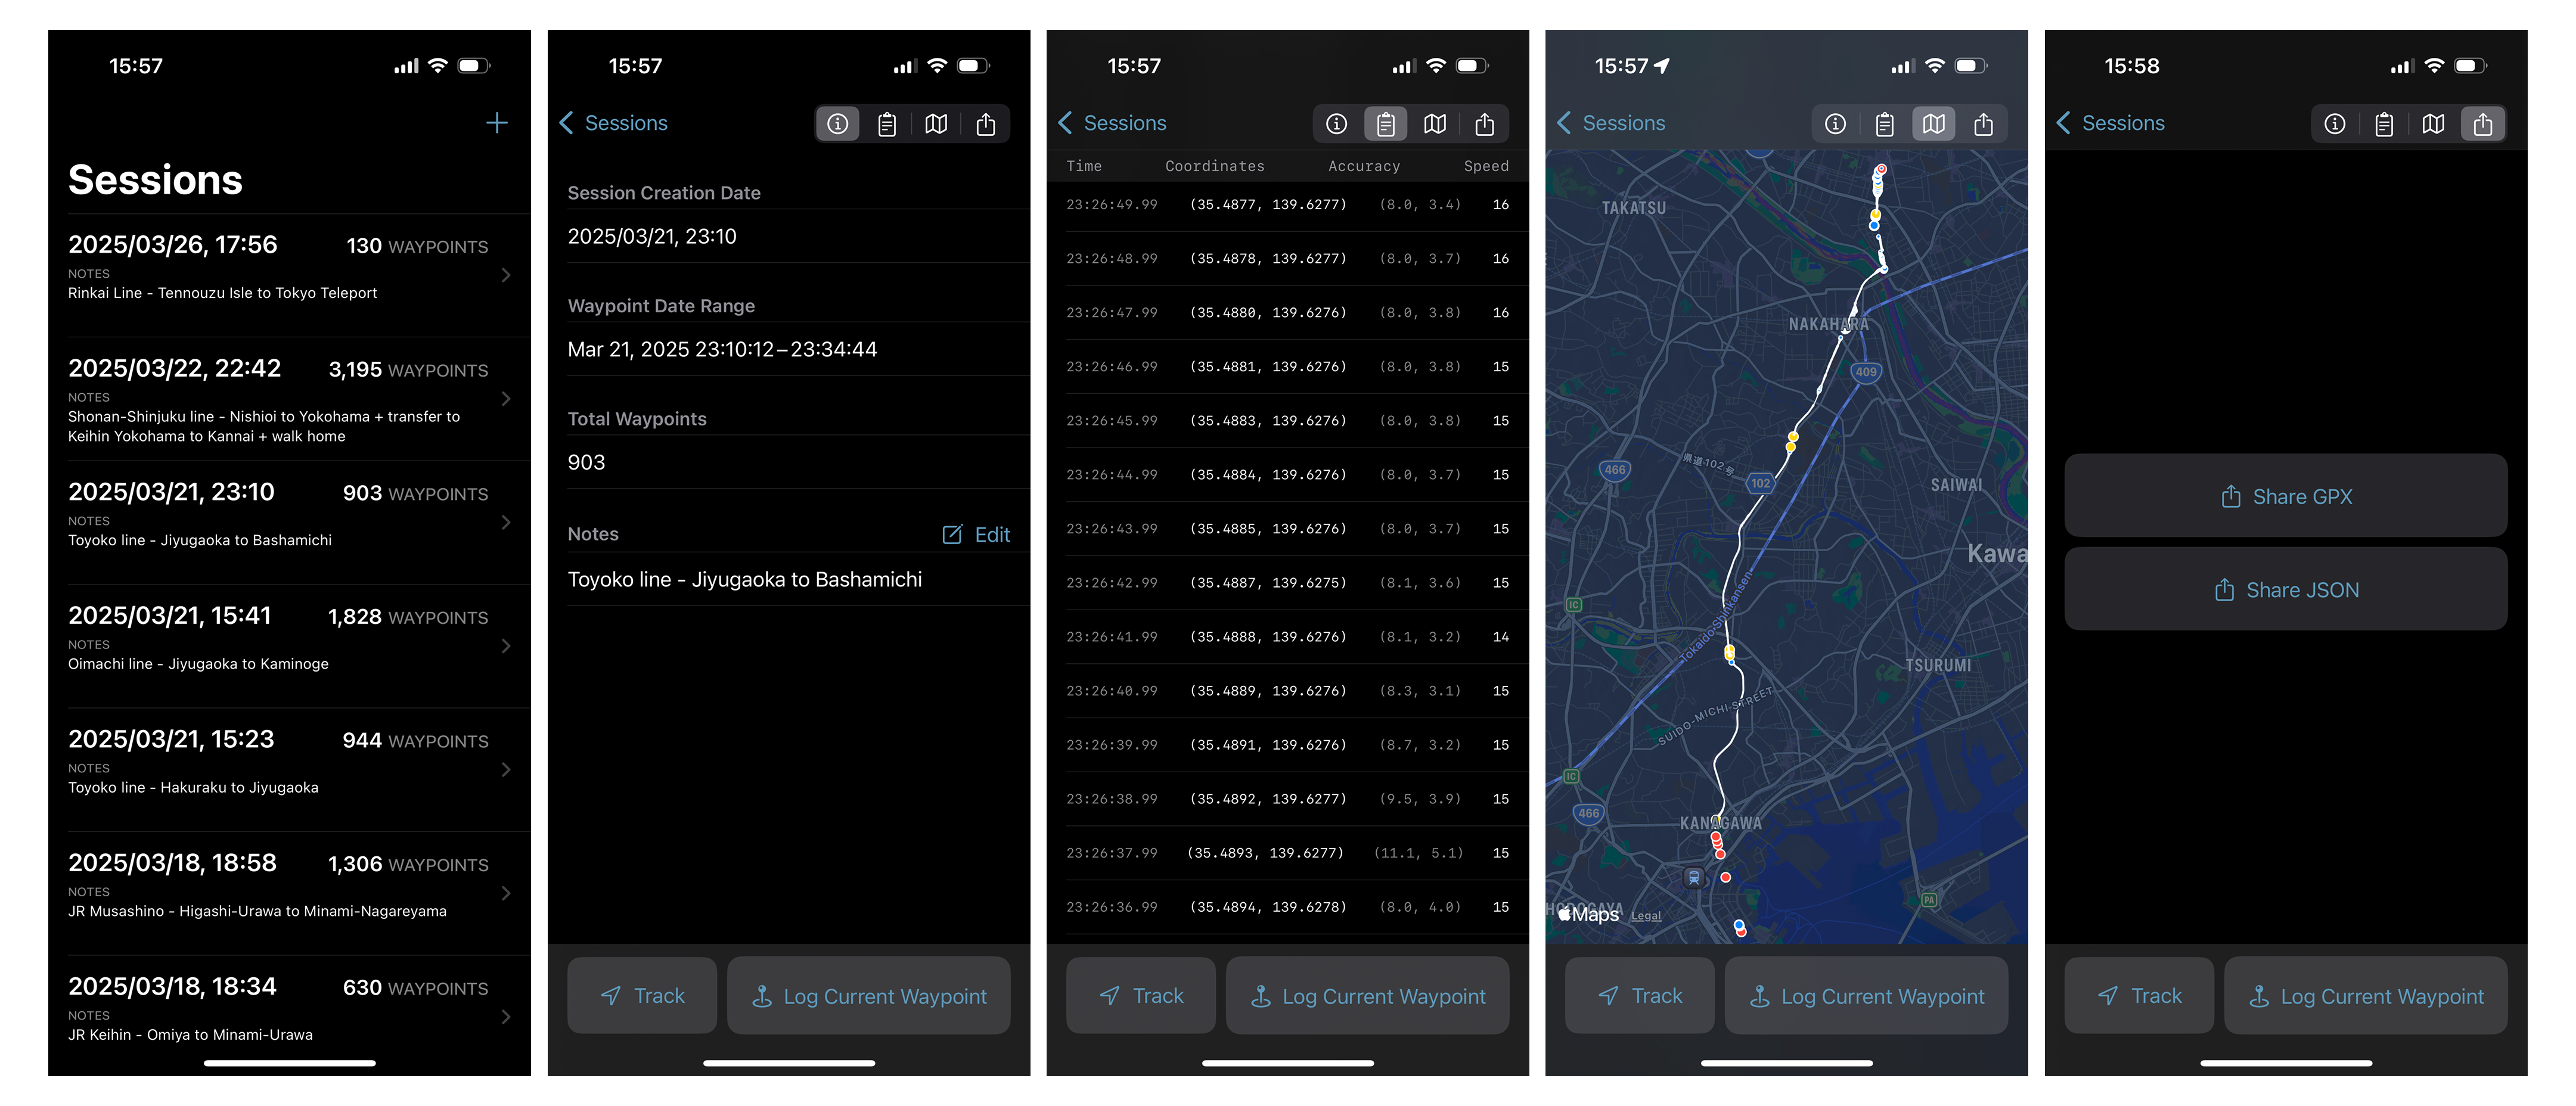 15:57
Sessions
2025/03/26, 17:56 130 WAYPOINTS
NOTES
Rinkai Line - Tennouzu Isle to Tokyo Teleport
2025/03/22, 22:42 3,195 WAYPOINTS
NOTES
Shonan-Shinjuku line - Nishioi to Yokohama + transfer to
Keihin Yokohama to Kannai + walk home
2025/03/21, 23:10 903 WAYPOINTS
NOTES
Toyoko line - Jiyugaoka to Bashamichi
2025/03/21, 15:41 1,828 WAYPOINTS
NOTES
Oimachi line - Jiyugaoka to Kaminoge
2025/03/21, 15:23 944 WAYPOINTS
NOTES
Toyoko line - Hakuraku to Jiyugaoka
2025/03/18, 18:58 1,306 WAYPOINTS
NOTES
JR Musashino - Higashi-Urawa to Minami-Nagareyama
2025/03/18, 18:34 630 WAYPOINTS
NOTES
JR Keihin - Omiya to Minami-Urawa
15:57
Sessions
Session Creation Date
2025/03/21, 23:10
Waypoint Date Range
Mar 21, 2025 23:10:12–23:34:44
Total Waypoints
903
Notes Edit
Toyoko line - Jiyugaoka to Bashamichi
Track Log Current Waypoint
15:57
Sessions
Time Coordinates Accuracy Speed
23:26:49.99 (35.4877, 139.6277) (8.0, 3.4) 16
23:26:48.99 (35.4878, 139.6277) (8.0, 3.7) 16
23:26:47.99 (35.4880, 139.6276) (8.0, 3.8) 16
23:26:46.99 (35.4881, 139.6276) (8.0, 3.8) 15
23:26:45.99 (35.4883, 139.6276) (8.0, 3.8) 15
23:26:44.99 (35.4884, 139.6276) (8.0, 3.7) 15
23:26:43.99 (35.4885, 139.6276) (8.0, 3.7) 15
23:26:42.99 (35.4887, 139.6275) (8.1, 3.6) 15
23:26:41.99 (35.4888, 139.6276) (8.1, 3.2) 14
23:26:40.99 (35.4889, 139.6276) (8.3, 3.1) 15
23:26:39.99 (35.4891, 139.6276) (8.7, 3.2) 15
23:26:38.99 (35.4892, 139.6277) (9.5, 3.9) 15
23:26:37.99 (35.4893, 139.6277) (11.1, 5.1) 15
23:26:36.99 (35.4894, 139.6278) (8.0, 4.0) 15
Track Log Current Waypoint
15:57
Sessions
TAKATSU
NAKAHARA
409
県道102号
466
102
SAIWAI
Kawa
Tokaido Shinkansen
IC
TSURUMI
SUIDO-MICHI STREET
IC
466
KANAGAWA
PA
HODOGAYA
Maps Legal
Track Log Current Waypoint
15:58
Sessions
Share GPX
Share JSON
Track Log Current Waypoint